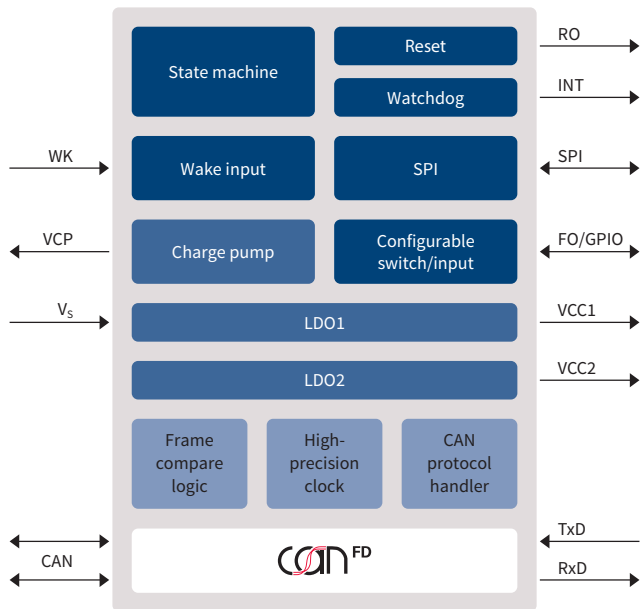 State machine
Reset
RO
Watchdog
INT
WK
Wake input
SPI
SPI
VCP
Charge pump
Configurable
switch/input
FO/GPIO
Vs
LDO1
VCC1
LDO2
VCC2
Frame
compare
logic
High-
precision
clock
CAN
protocol
handler
CAN
CAN FD
TxD
RxD